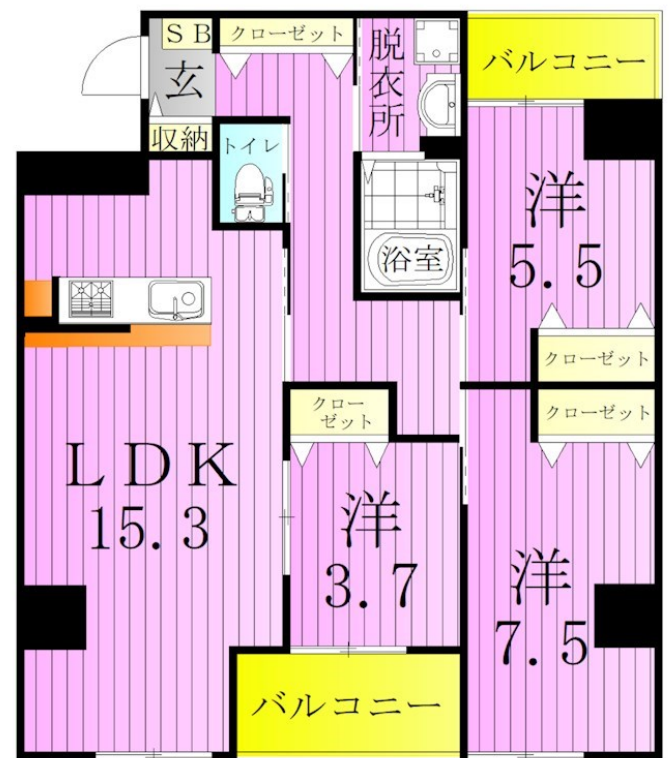 SB
クローゼット
玄
収納
脱衣所
バルコニー
トイレ
浴室
洋
5.5
クローゼット
クロー
ゼット
クローゼット
LDK
15.3
洋
3.7
洋
7.5
バルコニー